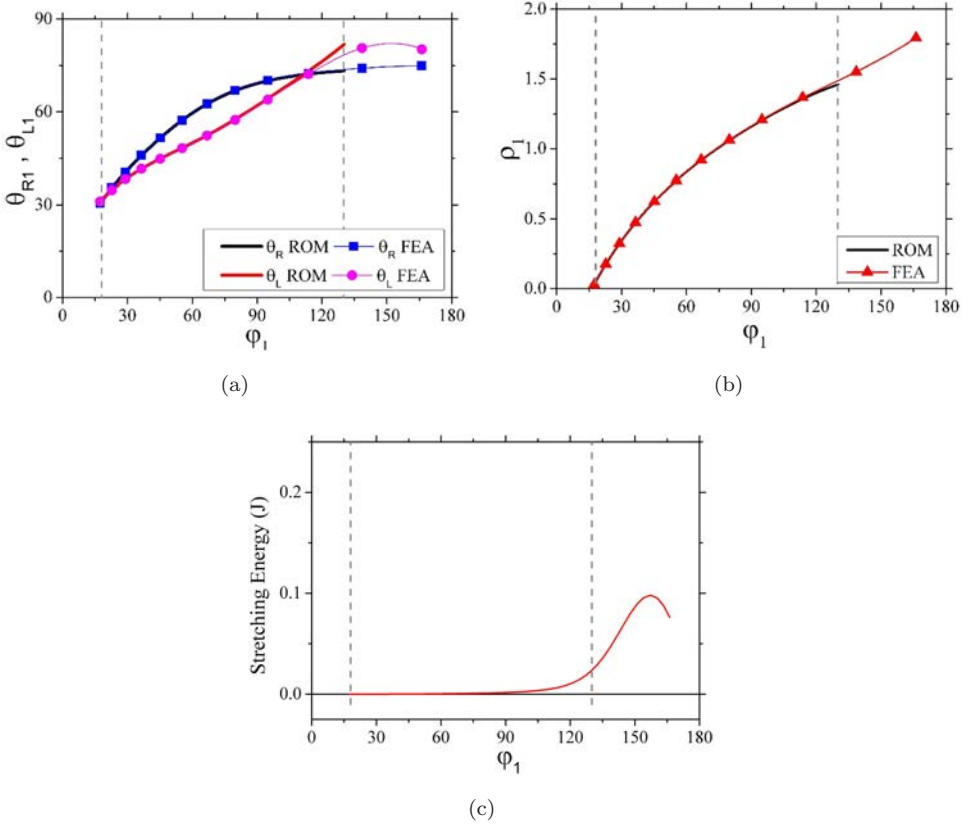 90
60
30
0
θR1 , θL1
θR ROM
θR FEA
θL ROM
θL FEA
0 30 60 90 120 150 180
φ1
(a)
2.0
1.5
1.0
0.5
0.0
ρ1
ROM
FEA
0 30 60 90 120 150 180
φ1
(b)
0.2
0.1
0.0
Stretching Energy (J)
0 30 60 90 120 150 180
φ1
(c)